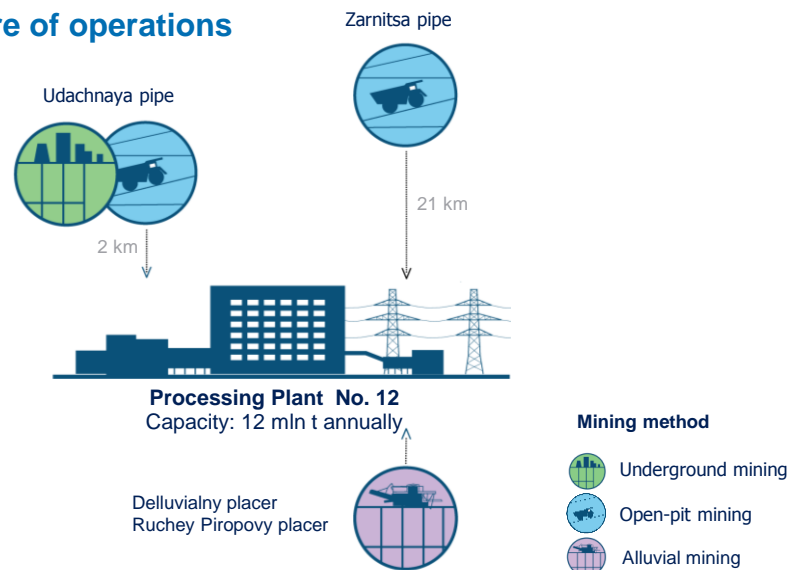 re of operations
Zarnitsa pipe
Udachnaya pipe
21 km
2 km
Processing Plant No. 12
Capacity: 12 mln t annually
Mining method
Underground mining
Delluvialny placer
Ruchey Piropovy placer
Open-pit mining
Alluvial mining